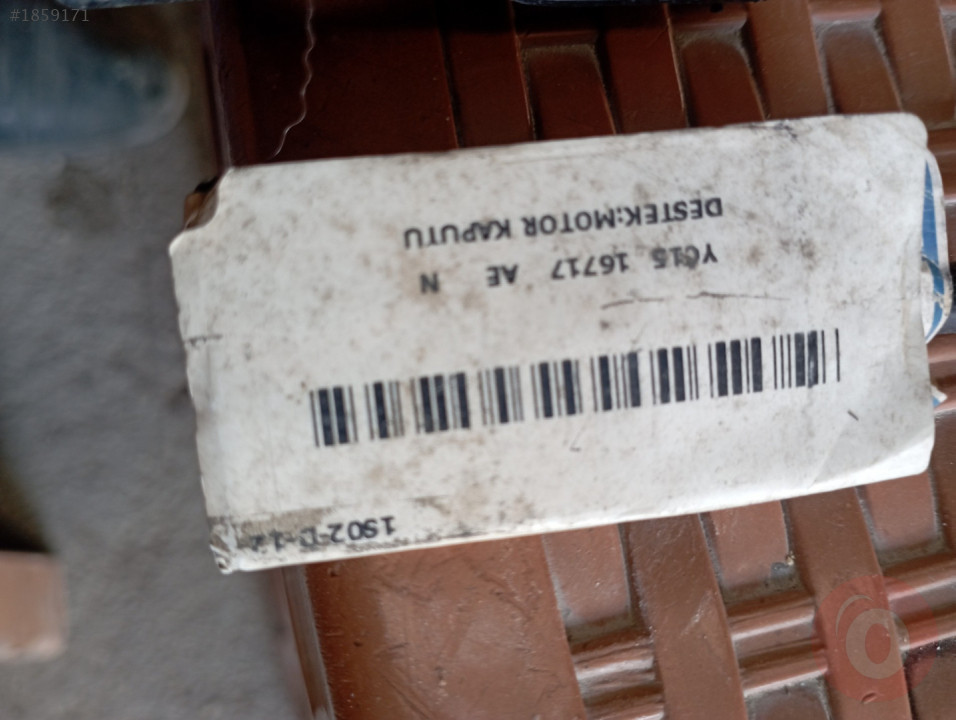 #1859171
DESTEK:MOTOR KAPUTU
YC15 16717 AE N